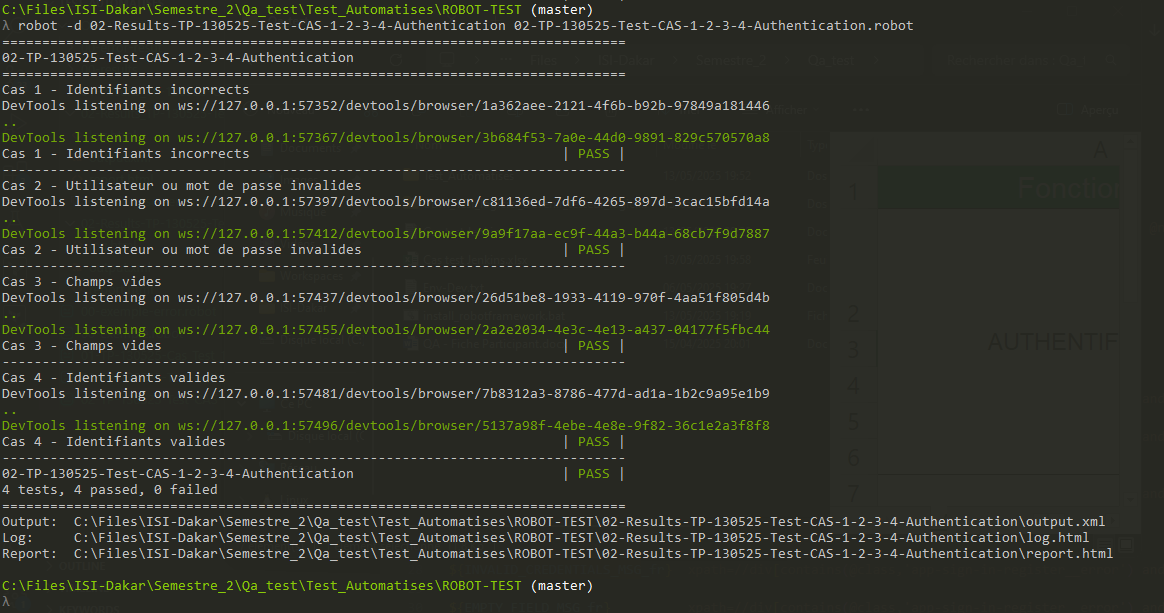 C:\Files\ISI-Dakar\Semestre_2\Qa_test\Test_Automatises\ROBOT-TEST (master)
λ robot -d 02-Results-TP-130525-Test-CAS-1-2-3-4-Authentication 02-TP-130525-Test-CAS-1-2-3-4-Authentication.robot
==============================================================================
02-TP-130525-Test-CAS-1-2-3-4-Authentication
==============================================================================
Cas 1 - Identifiants incorrects
DevTools listening on ws://127.0.0.1:57352/devtools/browser/1a362aee-2121-4f6b-b92b-97849a181446
..
DevTools listening on ws://127.0.0.1:57367/devtools/browser/3b684f53-7a0e-44d0-9891-829c570570a8
Cas 1 - Identifiants incorrects | PASS |
------------------------------------------------------------------------------
Cas 2 - Utilisateur ou mot de passe invalides
DevTools listening on ws://127.0.0.1:57397/devtools/browser/c81136ed-7df6-4265-897d-3cac15bfd14a
..
DevTools listening on ws://127.0.0.1:57412/devtools/browser/9a9f17aa-ec9f-44a3-b44a-68cb7f9d7887
Cas 2 - Utilisateur ou mot de passe invalides | PASS |
------------------------------------------------------------------------------
Cas 3 - Champs vides
DevTools listening on ws://127.0.0.1:57437/devtools/browser/26d51be8-1933-4119-970f-4aa51f805d4b
..
DevTools listening on ws://127.0.0.1:57455/devtools/browser/2a2e2034-4e3c-4e13-a437-04177f5fbc44
Cas 3 - Champs vides | PASS |
------------------------------------------------------------------------------
Cas 4 - Identifiants valides
DevTools listening on ws://127.0.0.1:57481/devtools/browser/7b8312a3-8786-477d-ad1a-1b2c9a95e1b9
..
DevTools listening on ws://127.0.0.1:57496/devtools/browser/5137a98f-4ebe-4e8e-9f82-36c1e2a3f8f8
Cas 4 - Identifiants valides | PASS |
------------------------------------------------------------------------------
02-TP-130525-Test-CAS-1-2-3-4-Authentication | PASS |
4 tests, 4 passed, 0 failed
==============================================================================
Output:  C:\Files\ISI-Dakar\Semestre_2\Qa_test\Test_Automatises\ROBOT-TEST\02-Results-TP-130525-Test-CAS-1-2-3-4-Authentication\output.xml
Log:     C:\Files\ISI-Dakar\Semestre_2\Qa_test\Test_Automatises\ROBOT-TEST\02-Results-TP-130525-Test-CAS-1-2-3-4-Authentication\log.html
Report:  C:\Files\ISI-Dakar\Semestre_2\Qa_test\Test_Automatises\ROBOT-TEST\02-Results-TP-130525-Test-CAS-1-2-3-4-Authentication\report.html
C:\Files\ISI-Dakar\Semestre_2\Qa_test\Test_Automatises\ROBOT-TEST (master)
λ
A
1
Fonction
2
3
AUTHENTIF
4
5
6
7